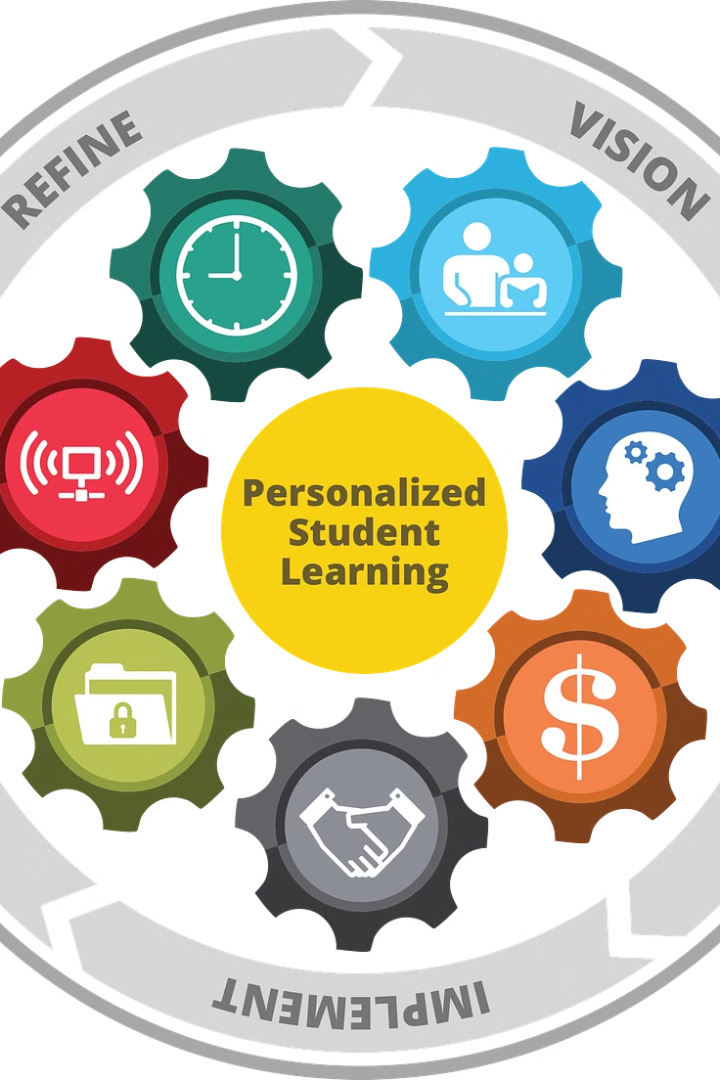 REFINE
VISION
Personalized
Student
Learning
$
IMPLEMENT